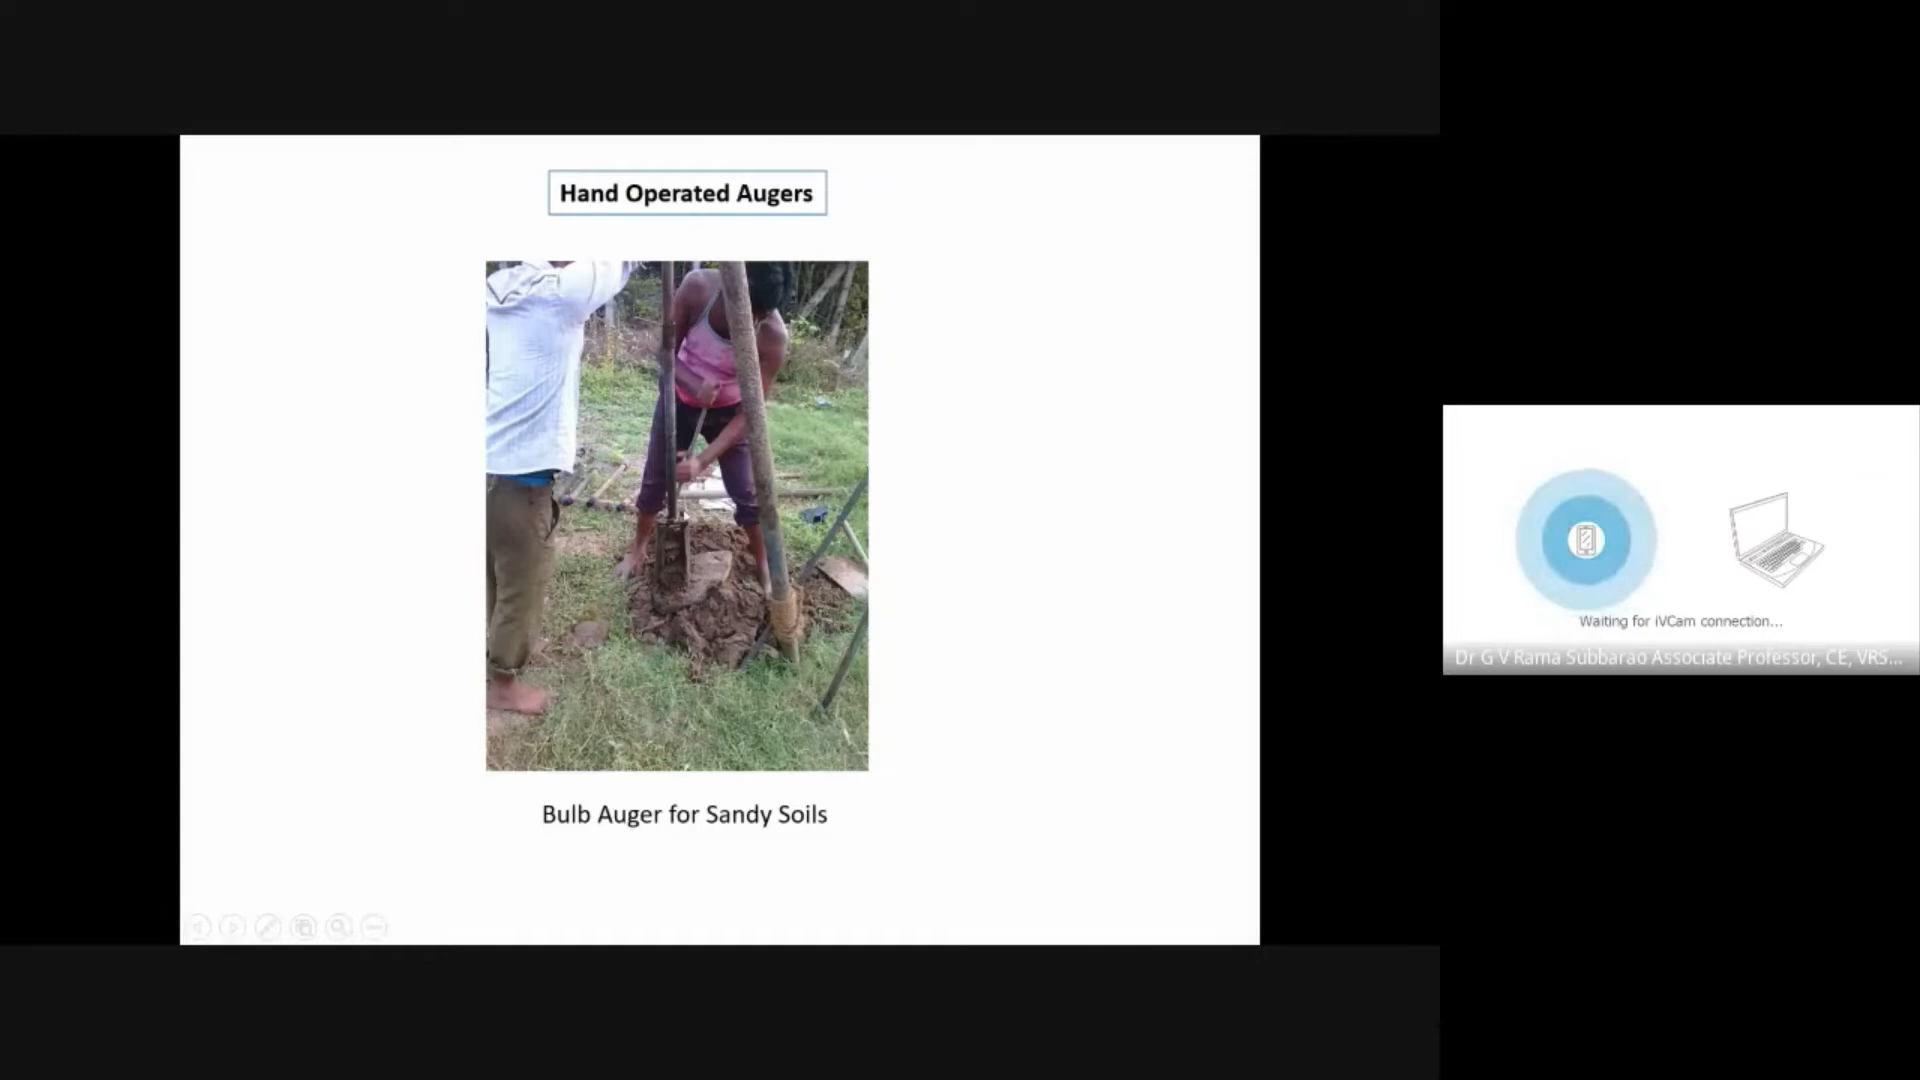 Hand Operated Augers
Bulb Auger for Sandy Soils
Waiting for iVCam connection...
Dr G V Rama Subbarao Associate Professor, CE, VRS...